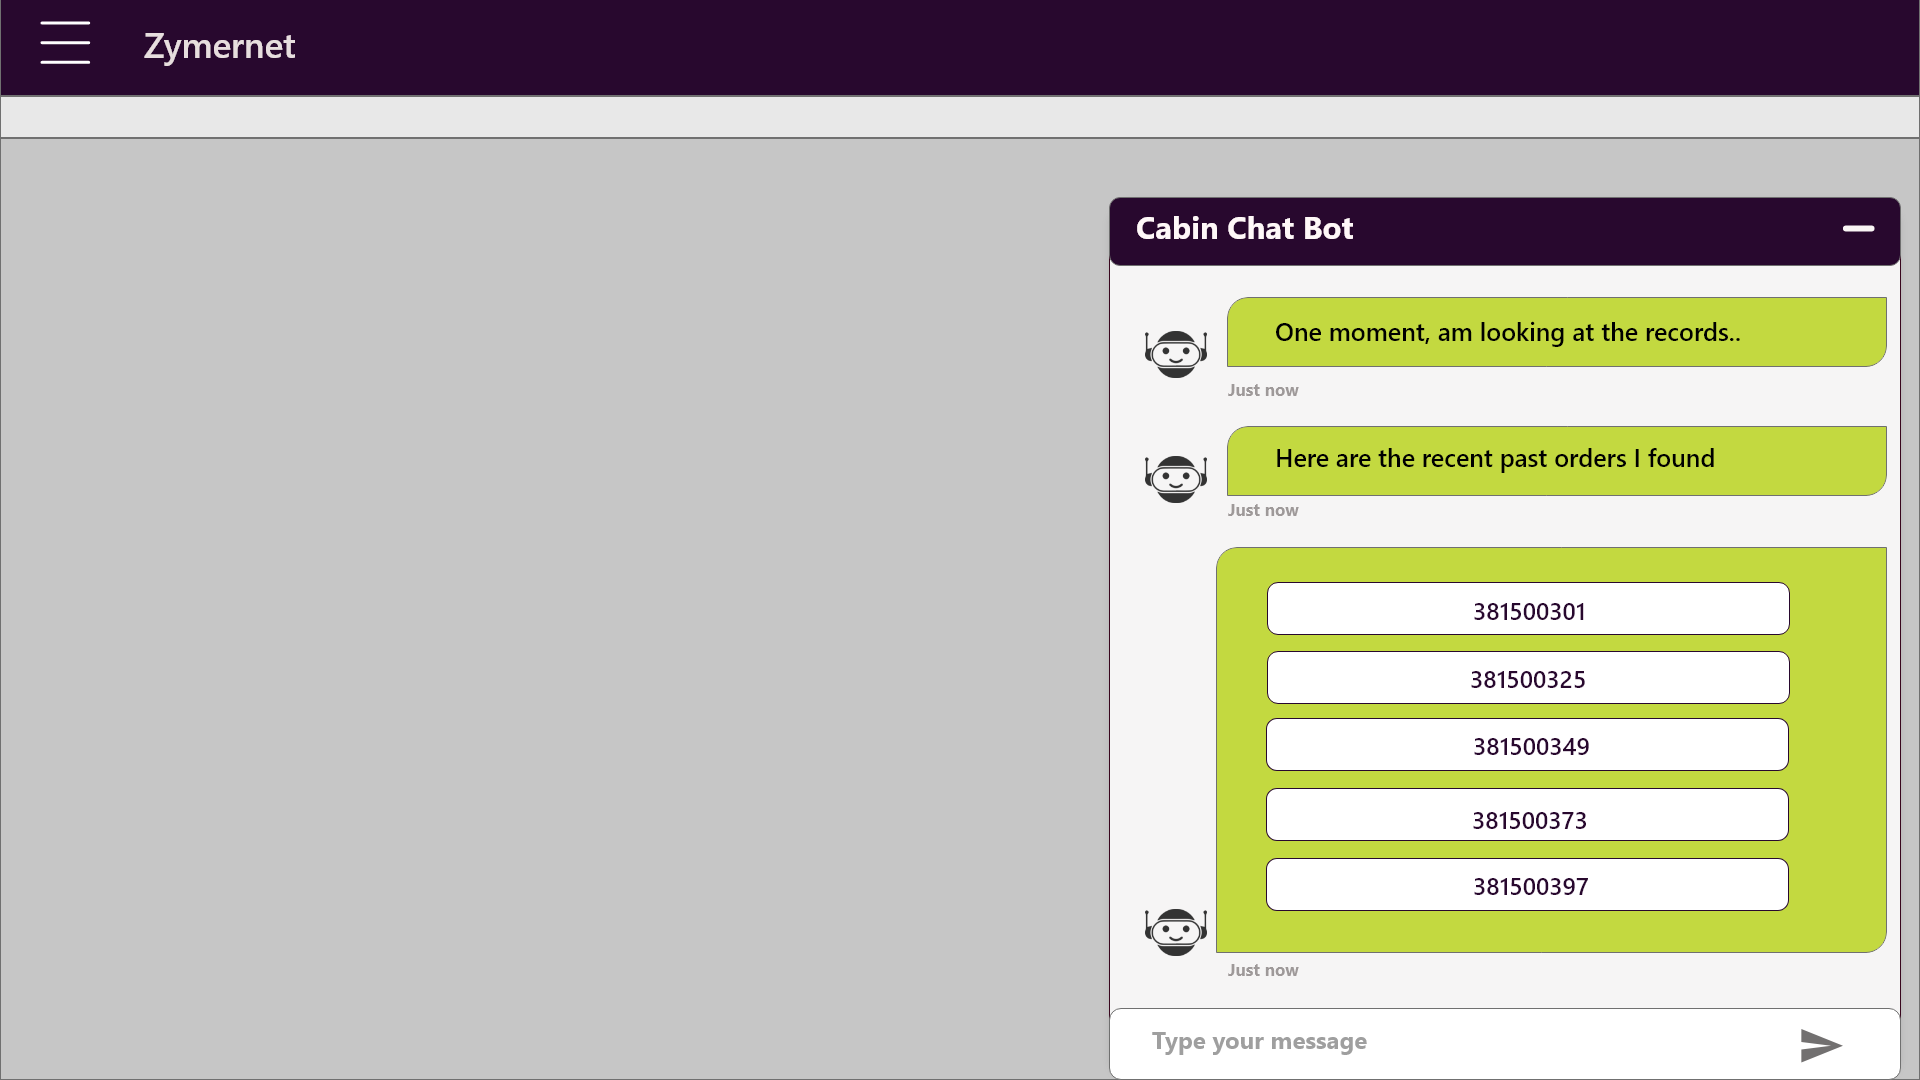 Zymernet
Cabin Chat Bot
One moment, am looking at the records..
Just now
Here are the recent past orders I found
Just now
381500301
381500325
381500349
381500373
381500397
Just now
Type your message